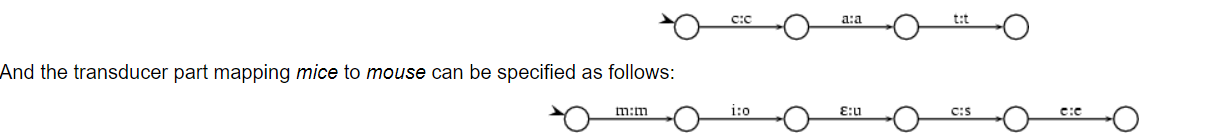 c:c a:a t:t
And the transducer part mapping mice to mouse can be specified as follows:
m:m i:o ε:u c:s e:e